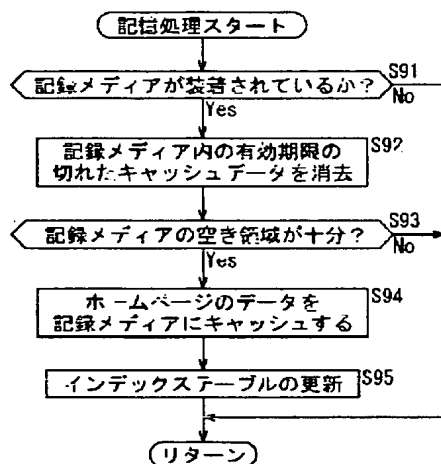 記憶処理スタート
記録メディアが装着されているか?
S91
No
Yes
記録メディア内の有効期限の
切れたキャッシュデータを消去
S92
記録メディアの空き領域が十分?
S93
No
Yes
ホームページのデータを
記録メディアにキャッシュする
S94
インデックステーブルの更新
S95
リターン